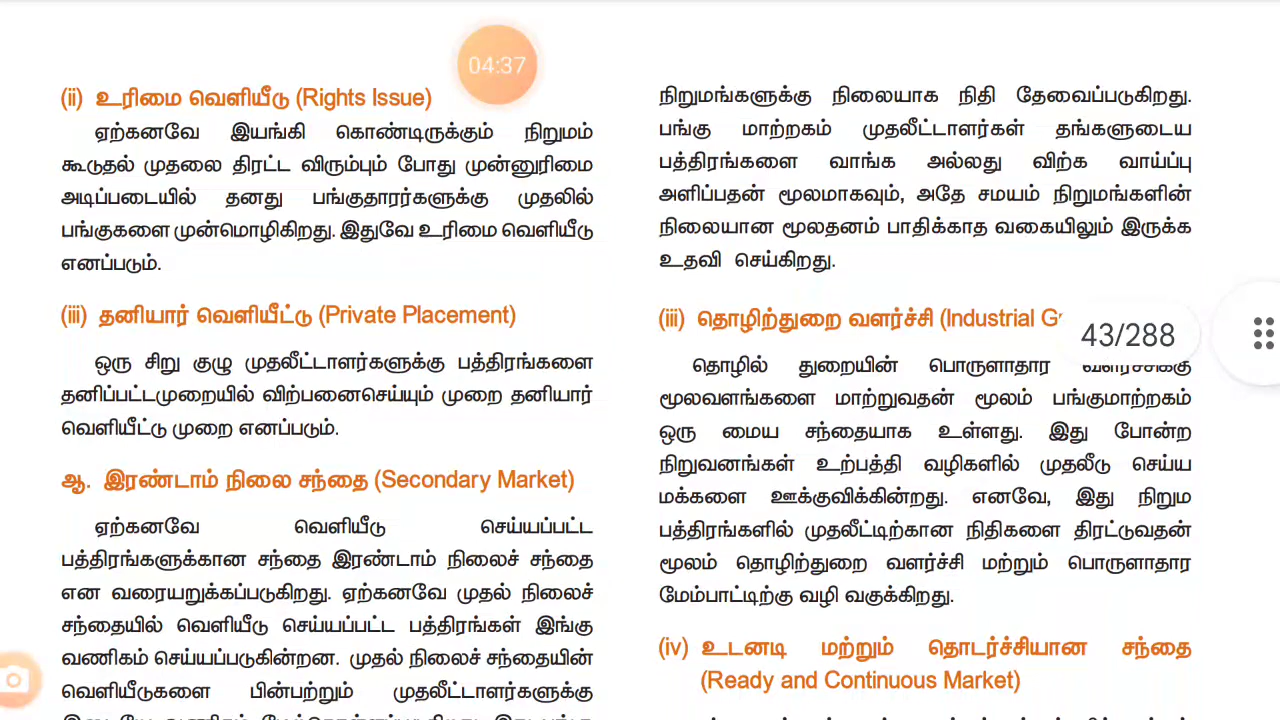 04:37
(ii) உரிமை வெளியீடு (Rights Issue)
ஏற்கனவே இயங்கி கொண்டிருக்கும் நிறுமம்
கூடுதல் முதலை திரட்ட விரும்பும் போது முன்னுரிமை
அடிப்படையில் தனது பங்குதாரர்களுக்கு முதலில்
பங்குகளை முன்மொழிகிறது. இதுவே உரிமை வெளியீடு
எனப்படும்.
(iii) தனியார் வெளியீட்டு (Private Placement)
ஒரு சிறு குழு முதலீட்டாளர்களுக்கு பத்திரங்களை
தனிப்பட்டமுறையில் விற்பனைசெய்யும் முறை தனியார்
வெளியீட்டு முறை எனப்படும்.
ஆ. இரண்டாம் நிலை சந்தை (Secondary Market)
ஏற்கனவே வெளியீடு செய்யப்பட்ட
பத்திரங்களுக்கான சந்தை இரண்டாம் நிலைச் சந்தை
என வரையறுக்கப்படுகிறது. ஏற்கனவே முதல் நிலைச்
சந்தையில் வெளியீடு செய்யப்பட்ட பத்திரங்கள் இங்கு
வணிகம் செய்யப்படுகின்றன. முதல் நிலைச் சந்தையின்
வெளியீடுகளை பின்பற்றும் முதலீட்டாளர்களுக்கு
நிறுமங்களுக்கு நிலையாக நிதி தேவைப்படுகிறது.
பங்கு மாற்றகம் முதலீட்டாளர்கள் தங்களுடைய
பத்திரங்களை வாங்க அல்லது விற்க வாய்ப்பு
அளிப்பதன் மூலமாகவும், அதே சமயம் நிறுமங்களின்
நிலையான மூலதனம் பாதிக்காத வகையிலும் இருக்க
உதவி செய்கிறது.
(iii) தொழிற்துறை வளர்ச்சி (Industrial
43/288
தொழில் துறையின் பொருளாதார வளர்ச்சிக்கு
மூலவளங்களை மாற்றுவதன் மூலம் பங்குமாற்றகம்
ஒரு மைய சந்தையாக உள்ளது. இது போன்ற
நிறுவனங்கள் உற்பத்தி வழிகளில் முதலீடு செய்ய
மக்களை ஊக்குவிக்கின்றது. எனவே, இது நிறும
பத்திரங்களில் முதலீட்டிற்கான நிதிகளை திரட்டுவதன்
மூலம் தொழிற்துறை வளர்ச்சி மற்றும் பொருளாதார
மேம்பாட்டிற்கு வழி வகுக்கிறது.
(iv) உடனடி மற்றும் தொடர்ச்சியான சந்தை
(Ready and Continuous Market)